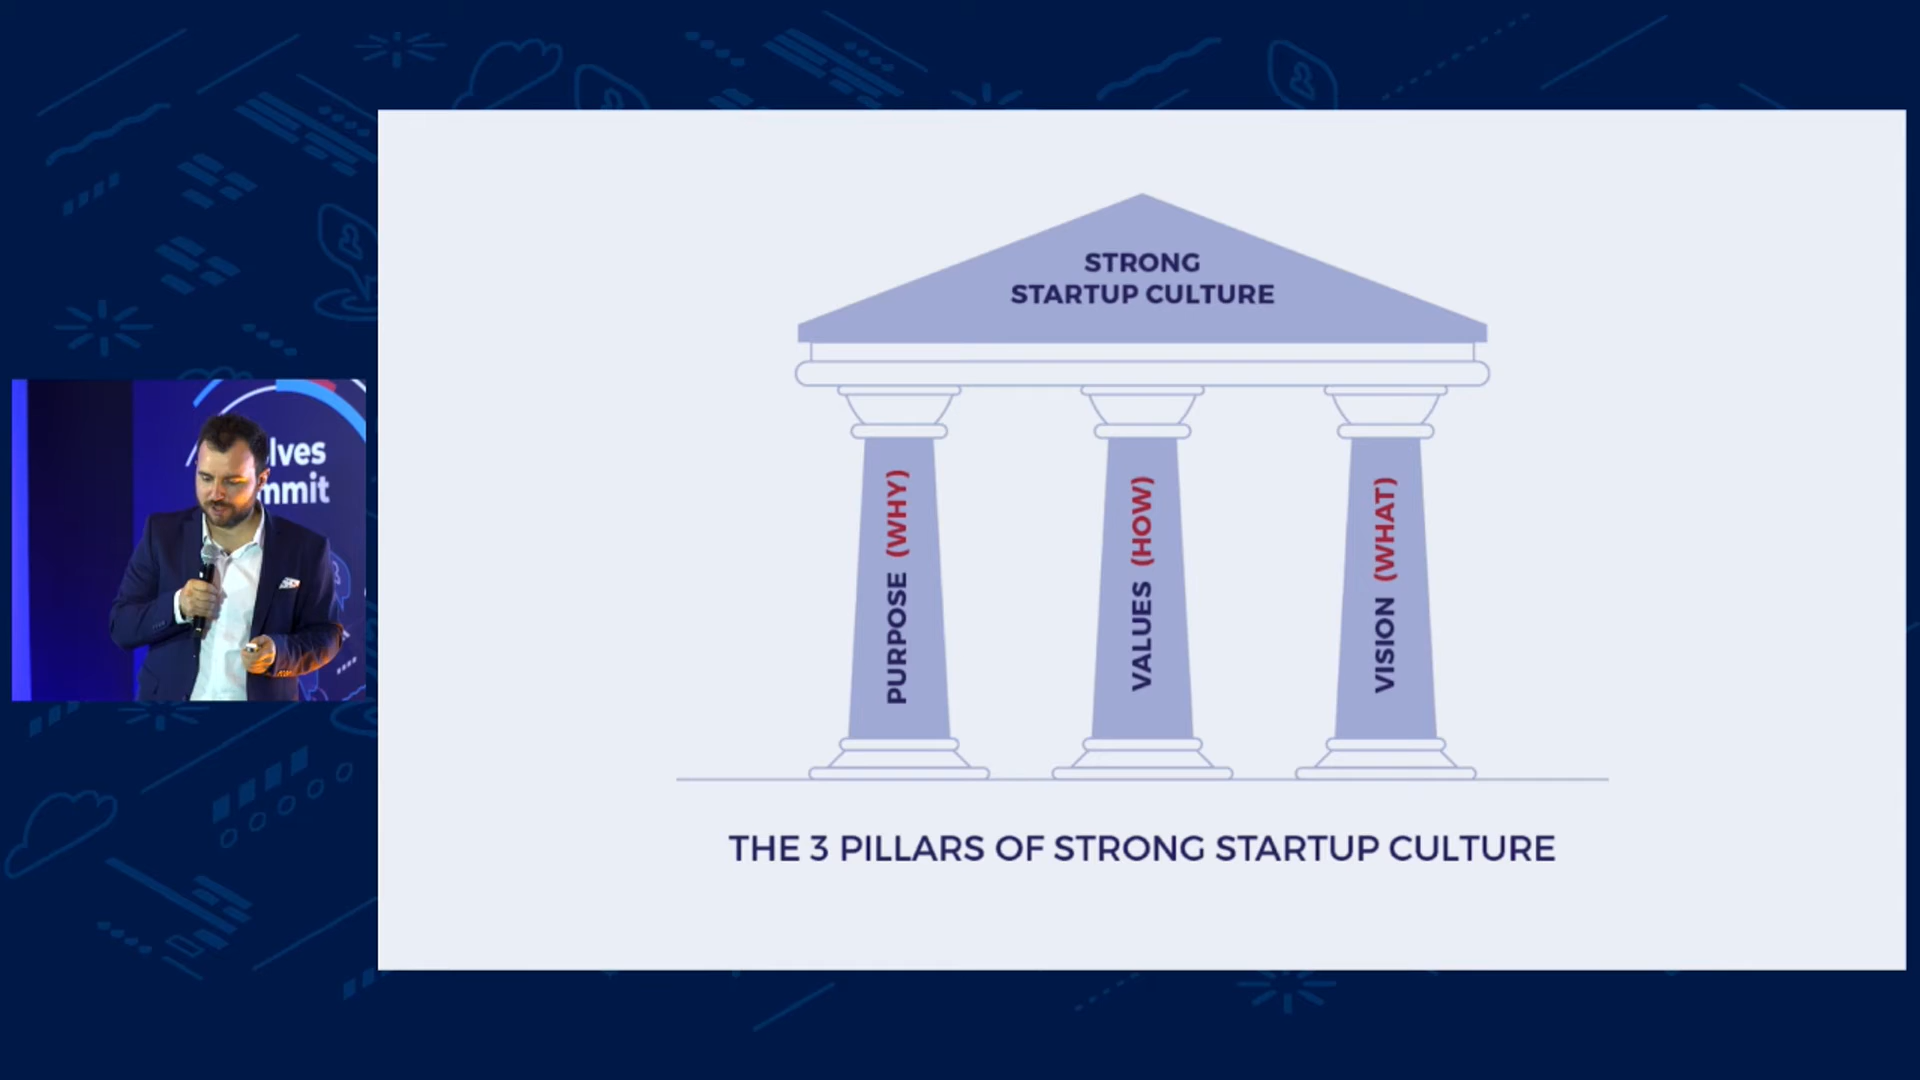 STRONG
STARTUP CULTURE
PURPOSE (WHY)
VALUES (HOW)
VISION (WHAT)
THE 3 PILLARS OF STRONG STARTUP CULTURE
lves
mmit